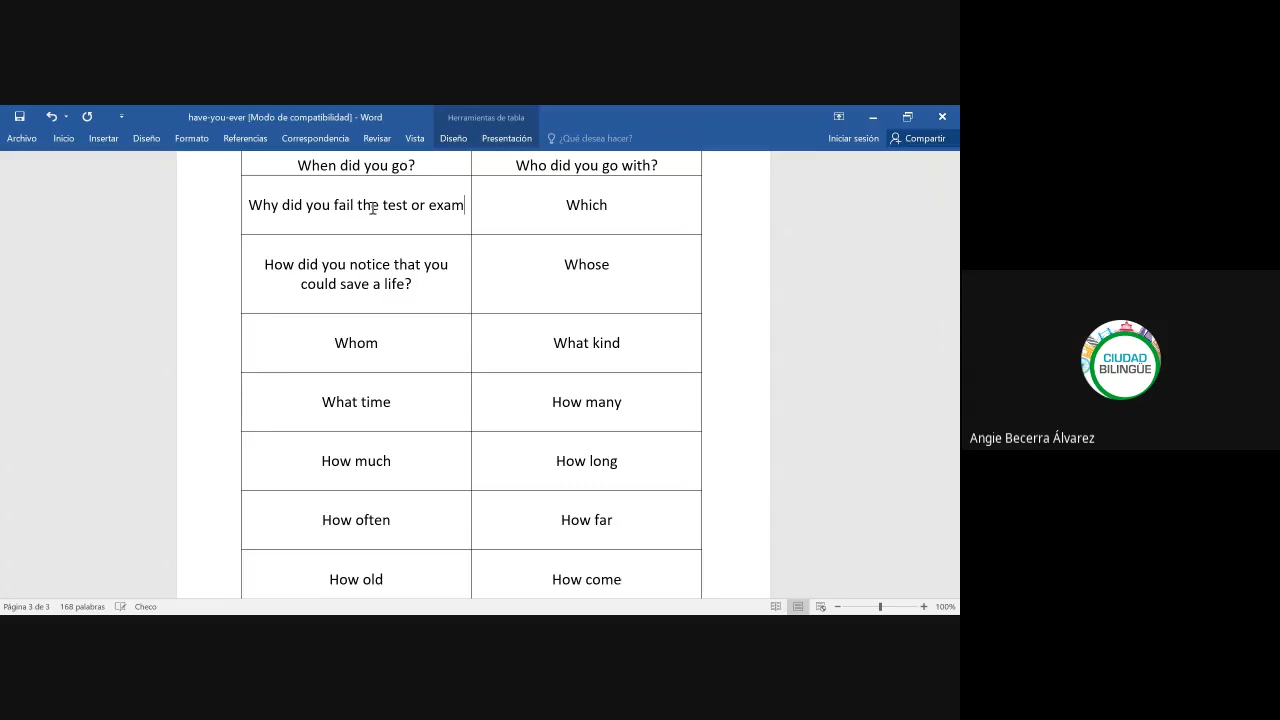 have-you-ever [Modo de compatibilidad] - Word
Herramientas de tabla
Archivo Inicio Insertar Diseño Formato Referencias Correspondencia Revisar Vista Diseño Presentación ¿Qué desea hacer? Iniciar sesión Compartir
When did you go? Who did you go with?
Why did you fail the test or exam Which
How did you notice that you
could save a life? Whose
Whom What kind
What time How many
How much How long
How often How far
How old How come
Página 3 de 3 168 palabras Checo 100%
CIUDAD
BILINGÜE
Angie Becerra Álvarez